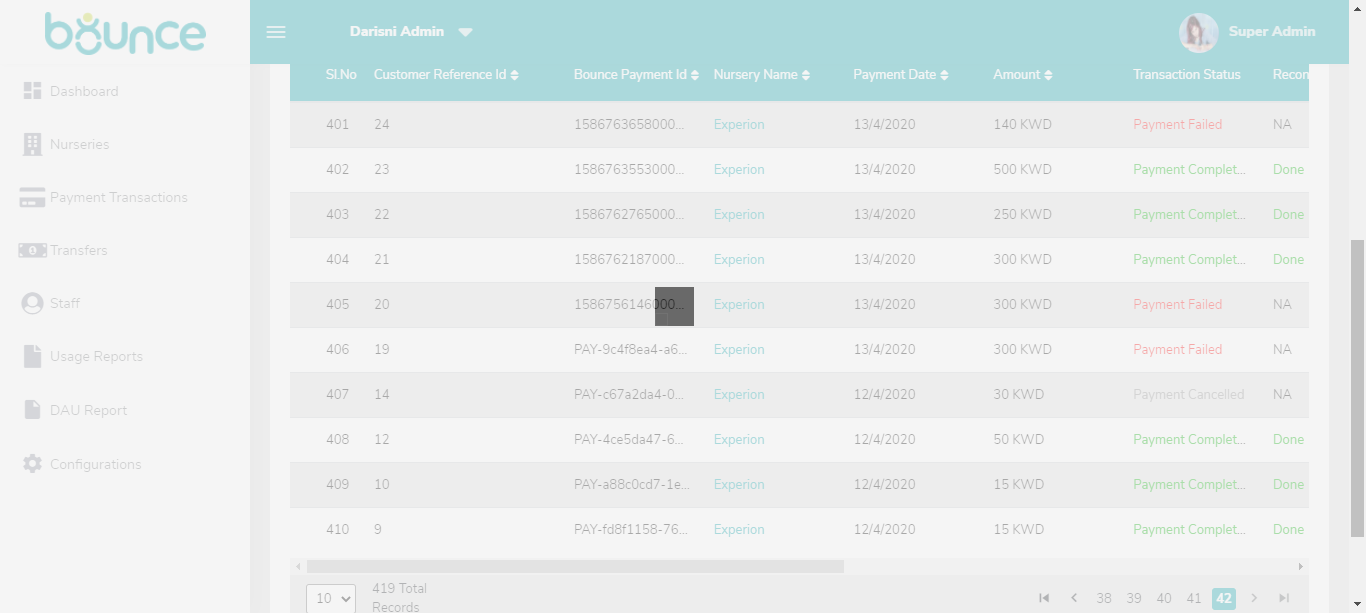 bounce
Darisni Admin
Super Admin
Dashboard
Nurseries
Payment Transactions
Transfers
Staff
Usage Reports
DAU Report
Configurations
Sl.No Customer Reference Id Bounce Payment Id Nursery Name Payment Date Amount Transaction Status Recon
401 24 1586763658000... Experion 13/4/2020 140 KWD Payment Failed NA
402 23 1586763553000... Experion 13/4/2020 500 KWD Payment Complet... Done
403 22 1586762765000... Experion 13/4/2020 250 KWD Payment Complet... Done
404 21 1586762187000... Experion 13/4/2020 300 KWD Payment Complet... Done
405 20 1586756146000... Experion 13/4/2020 300 KWD Payment Failed NA
406 19 PAY-9c4f8ea4-a6... Experion 13/4/2020 300 KWD Payment Failed NA
407 14 PAY-c67a2da4-0... Experion 12/4/2020 30 KWD Payment Cancelled NA
408 12 PAY-4ce5da47-6... Experion 12/4/2020 50 KWD Payment Complet... Done
409 10 PAY-a88c0cd7-1e... Experion 12/4/2020 15 KWD Payment Complet... Done
410 9 PAY-fd8f1158-76... Experion 12/4/2020 15 KWD Payment Complet... Done
10
419 Total
Records
38 39 40 41 42